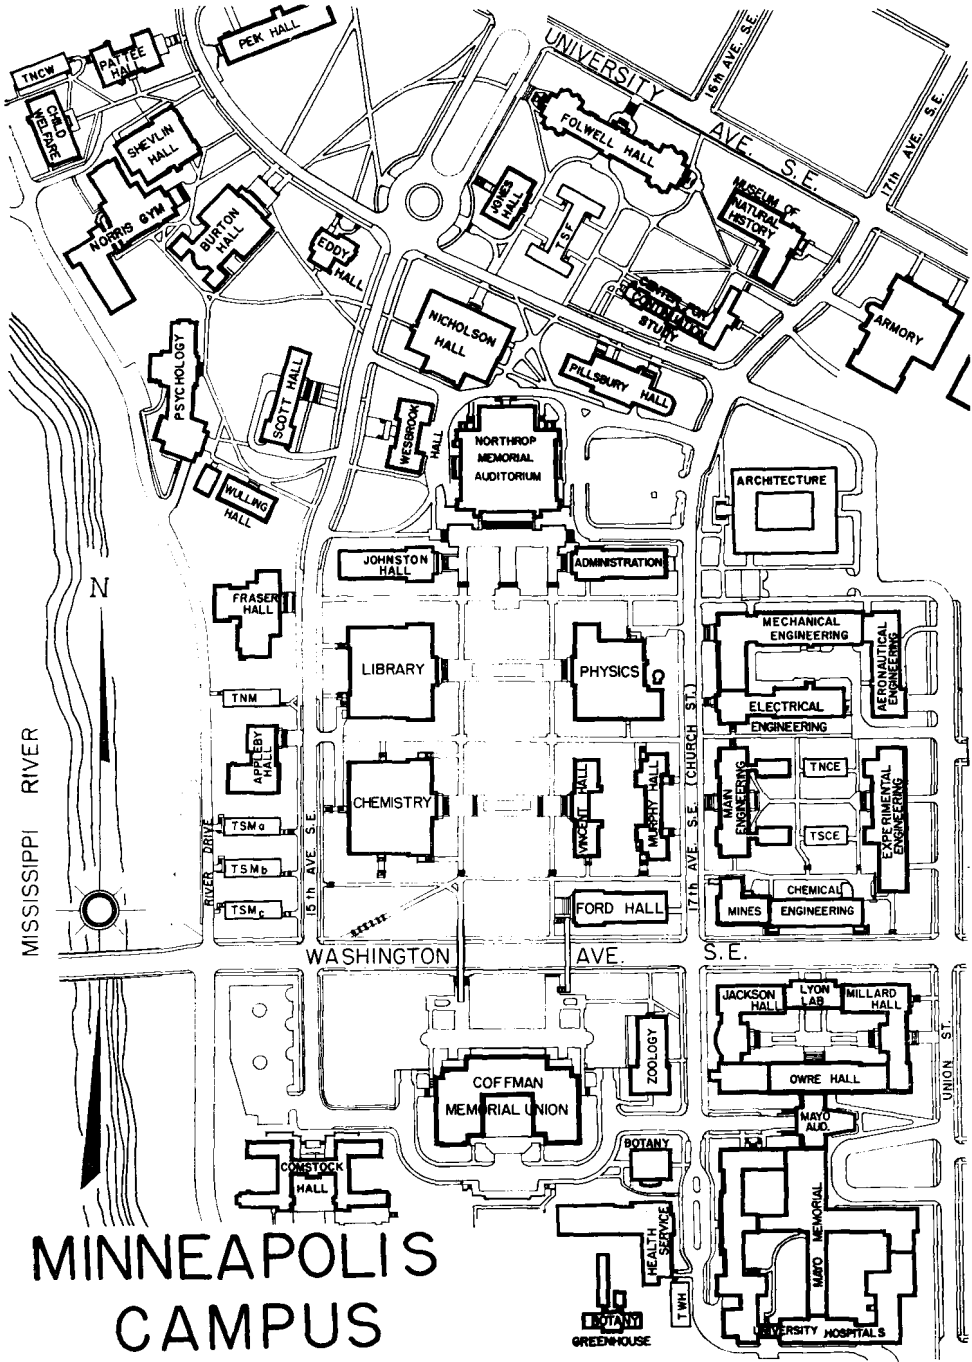 PEIK HALL
TNCW
PATTEE
HALL
UNIVERSITY AVE. S.E.
16th AVE. S.E.
17th AVE. S.E.
CHILD
WELFARE
SHEVLIN
HALL
FOLWELL HALL
NORRIS GYM
BURTON
HALL
EDDY
HALL
JONES
HALL
TSF
MUSEUM OF
NATURAL
HISTORY
CENTER FOR
CONTINUATION
STUDY
ARMORY
NICHOLSON
HALL
PILLSBURY
HALL
PSYCHOLOGY
SCOTT HALL
WESBROOK
HALL
NORTHROP
MEMORIAL
AUDITORIUM
WULLING
HALL
ARCHITECTURE
JOHNSTON
HALL
ADMINISTRATION
N
FRASER
HALL
MECHANICAL
ENGINEERING
AERONAUTICAL
ENGINEERING
LIBRARY
PHYSICS
TNM
ELECTRICAL
ENGINEERING
APPLEBY
HALL
MISSISSIPPI RIVER
CHEMISTRY
VINCENT HALL
MURPHY HALL
17th AVE. S.E. (CHURCH ST.)
MAIN
ENGINEERING
TNCE
TSCE
EXPERIMENTAL
ENGINEERING
RIVER DRIVE
TSMa
TSMb
TSMc
15th AVE. S.E.
FORD HALL
MINES
CHEMICAL
ENGINEERING
WASHINGTON AVE. S.E.
JACKSON
HALL
LYON
LAB
MILLARD
HALL
UNION ST.
ZOOLOGY
OWRE HALL
COFFMAN
MEMORIAL UNION
MAYO
AUD.
COMSTOCK
HALL
BOTANY
HEALTH
SERVICE
MAYO MEMORIAL
TWH
BOTANY
GREENHOUSE
UNIVERSITY HOSPITALS
MINNEAPOLIS
CAMPUS